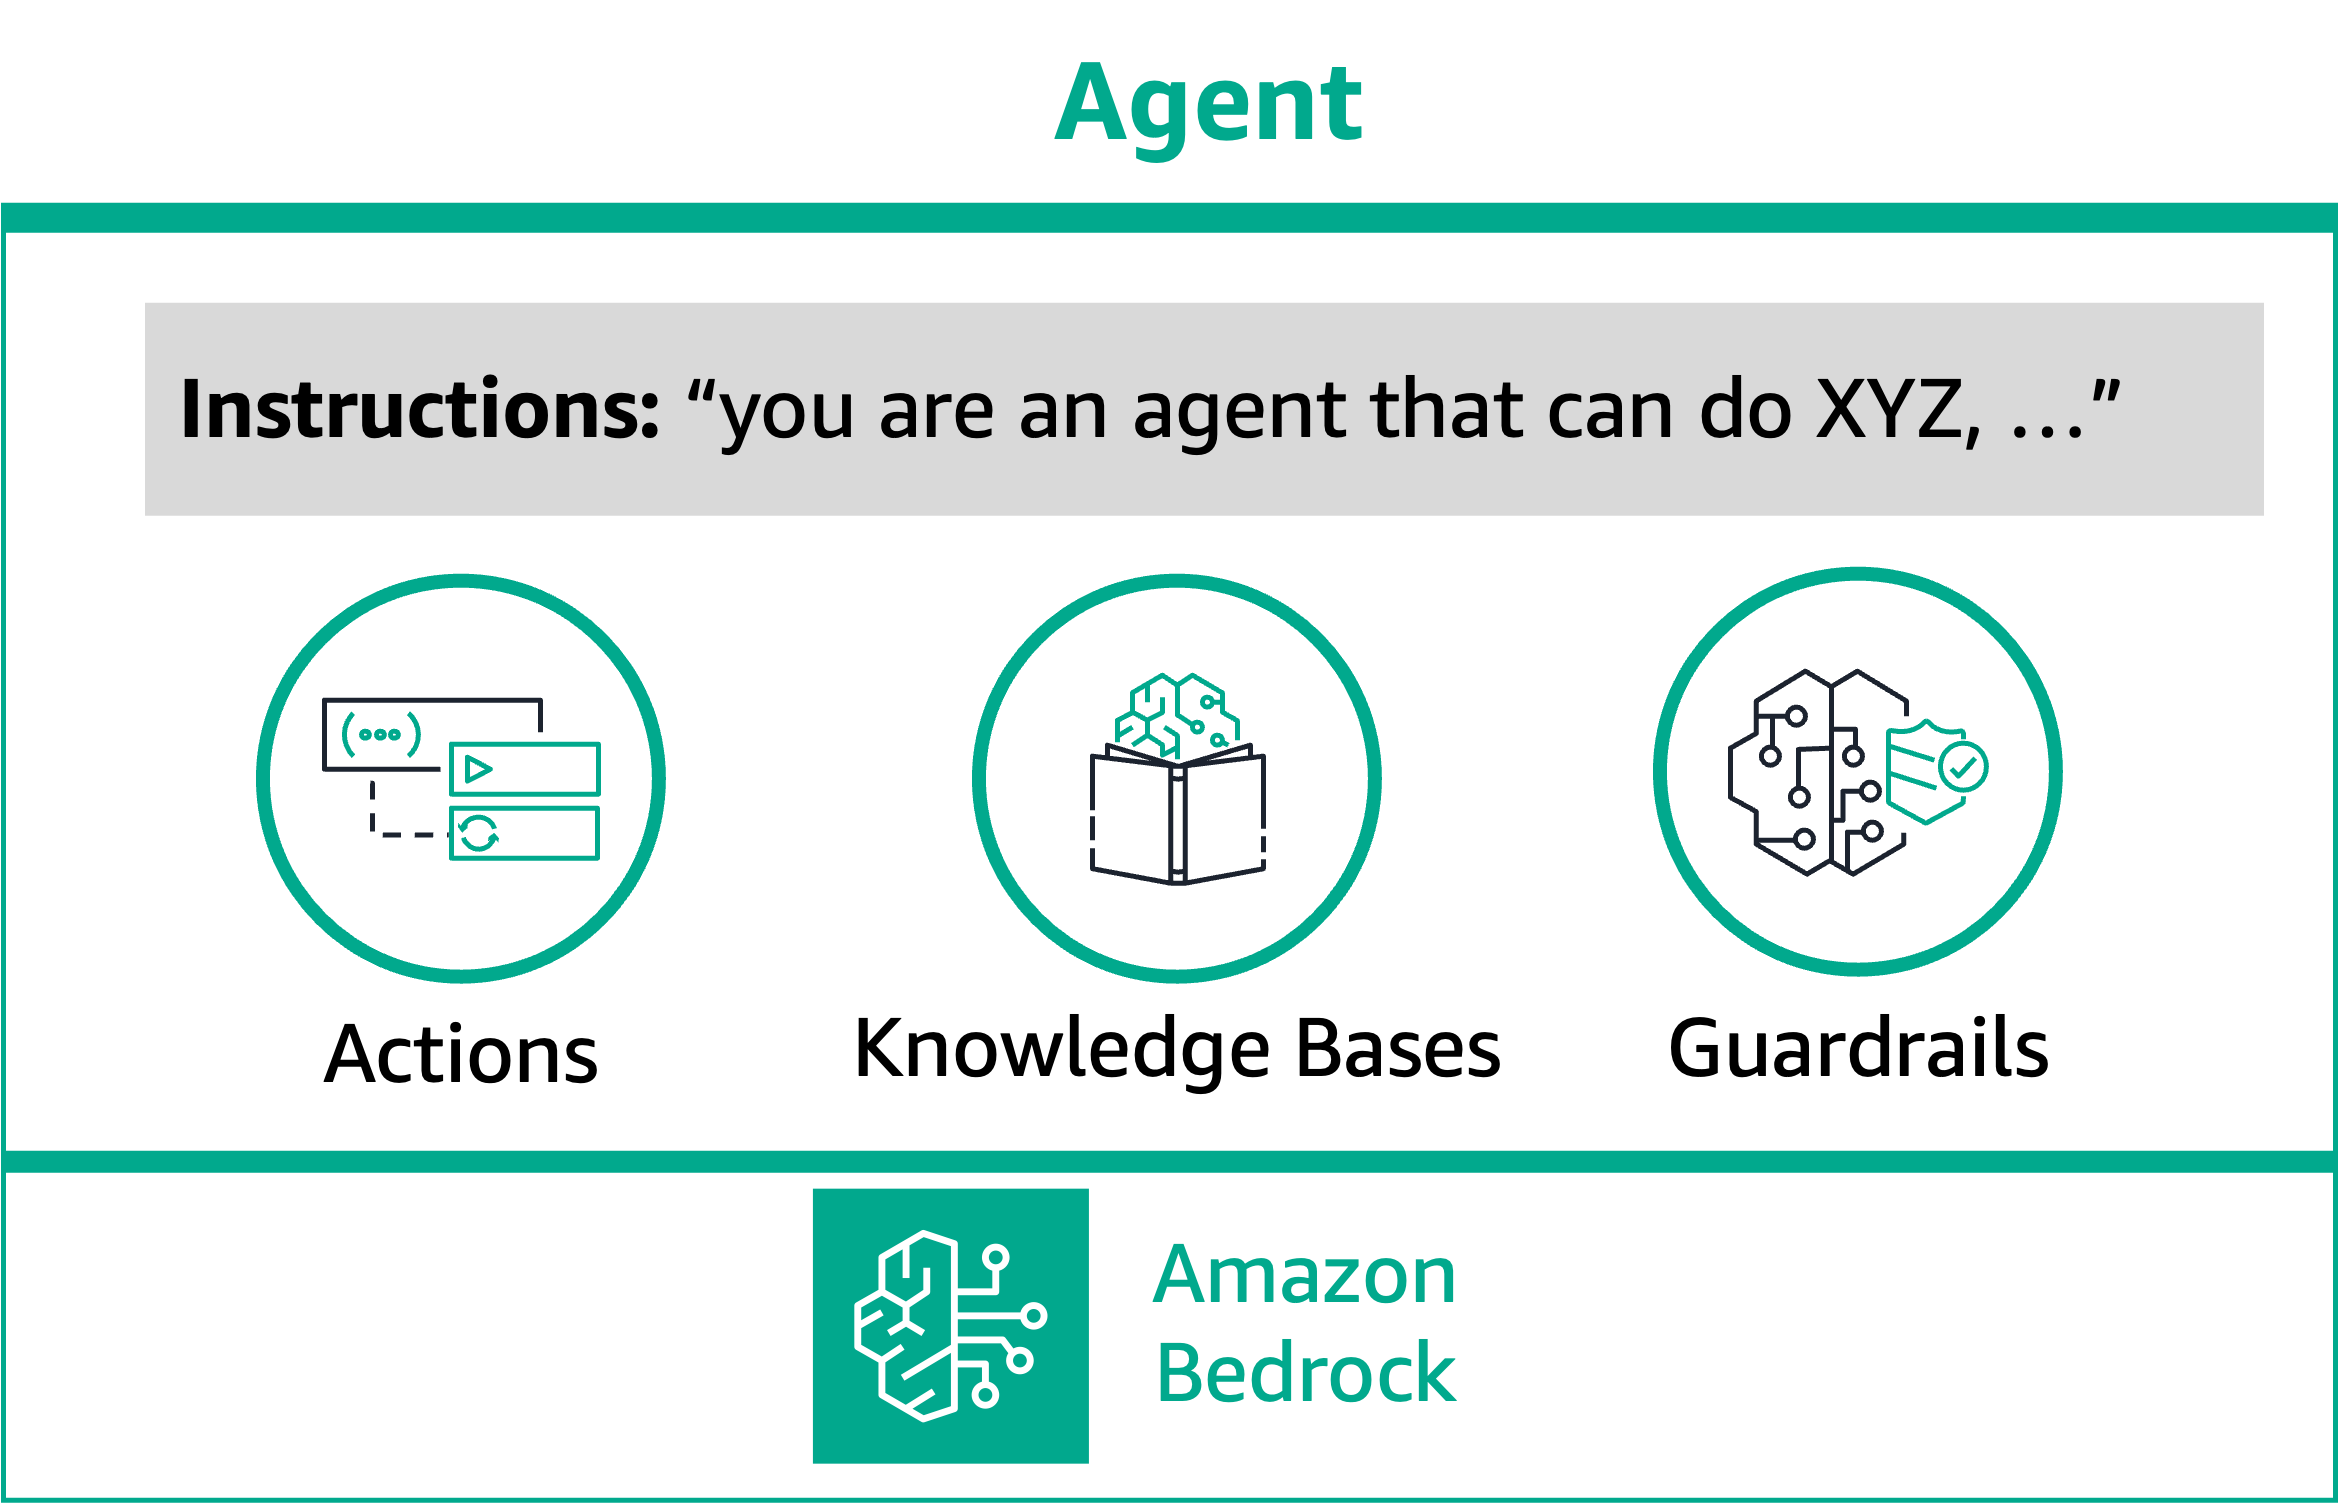 Agent
Instructions: “you are an agent that can do XYZ, ...”
Actions
Knowledge Bases
Guardrails
Amazon
Bedrock